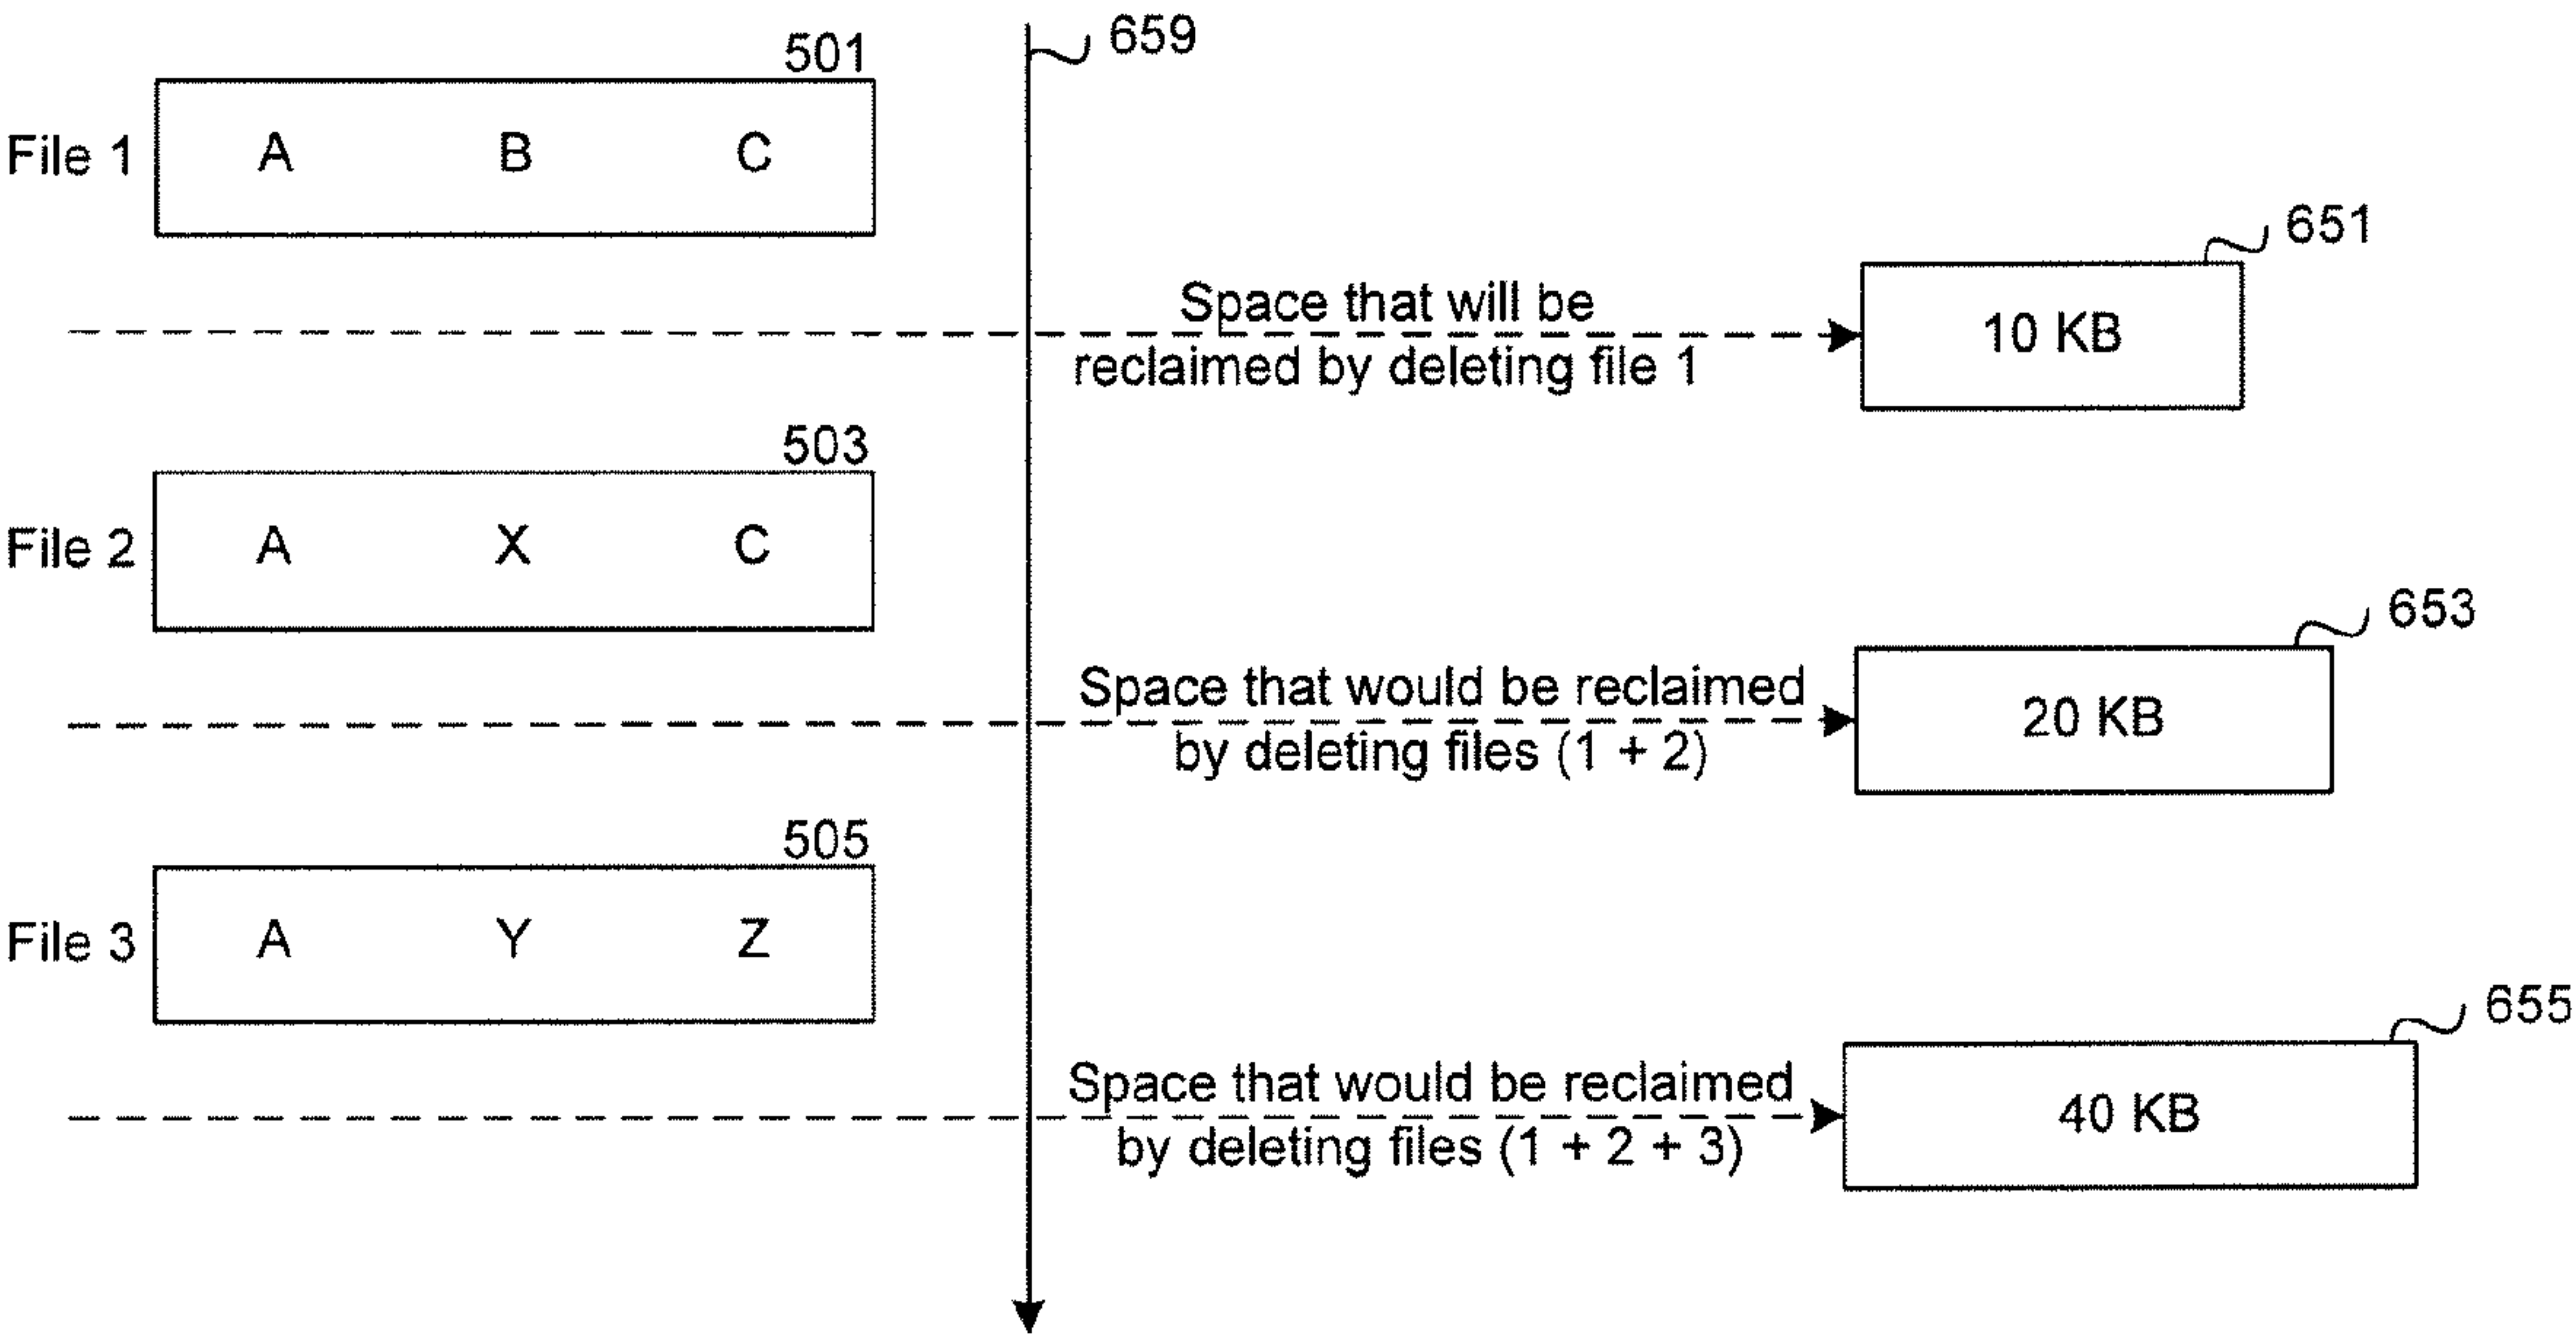 659
501
File 1 A B C
651
Space that will be
reclaimed by deleting file 1
10 KB
503
File 2 A X C
653
Space that would be reclaimed
by deleting files (1 + 2)
20 KB
505
File 3 A Y Z
655
Space that would be reclaimed
by deleting files (1 + 2 + 3)
40 KB